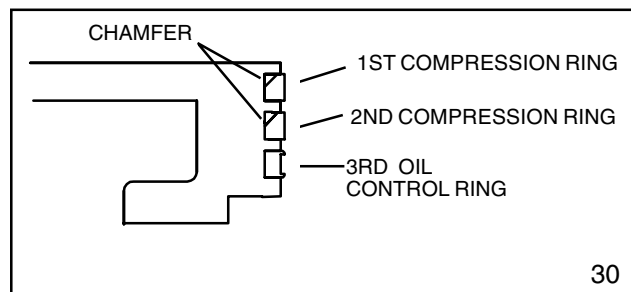 CHAMFER
1ST COMPRESSION RING
2ND COMPRESSION RING
3RD OIL
CONTROL RING
30